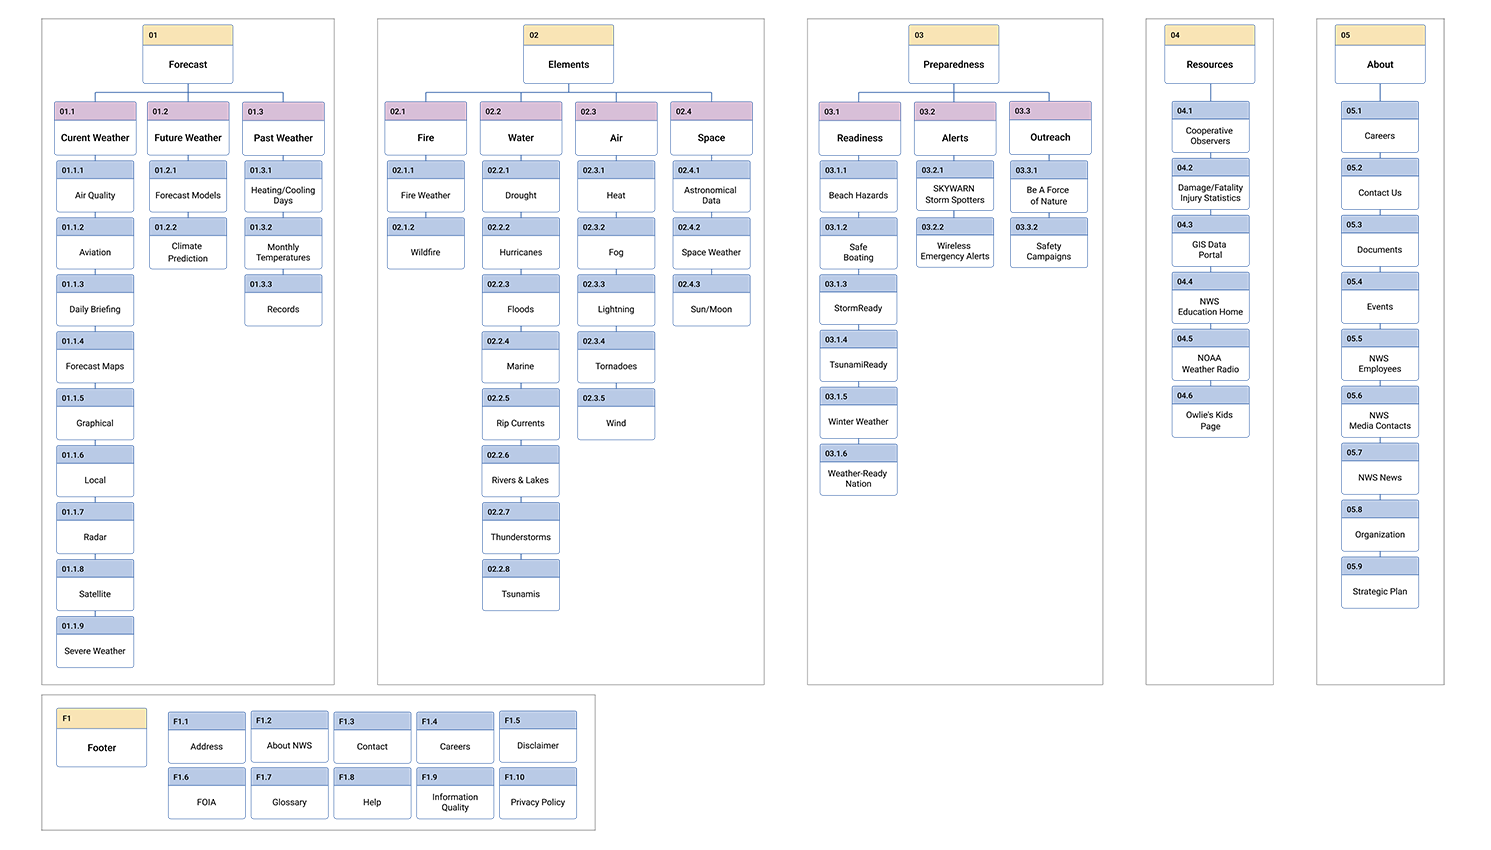 01
Forecast
01.1
Curent Weather
01.1.1
Air Quality
01.1.2
Aviation
01.1.3
Daily Briefing
01.1.4
Forecast Maps
01.1.5
Graphical
01.1.6
Local
01.1.7
Radar
01.1.8
Satellite
01.1.9
Severe Weather
01.2
Future Weather
01.2.1
Forecast Models
01.2.2
Climate
Prediction
01.3
Past Weather
01.3.1
Heating/Cooling
Days
01.3.2
Monthly
Temperatures
01.3.3
Records
02
Elements
02.1
Fire
02.1.1
Fire Weather
02.1.2
Wildfire
02.2
Water
02.2.1
Drought
02.2.2
Hurricanes
02.2.3
Floods
02.2.4
Marine
02.2.5
Rip Currents
02.2.6
Rivers & Lakes
02.2.7
Thunderstorms
02.2.8
Tsunamis
02.3
Air
02.3.1
Heat
02.3.2
Fog
02.3.3
Lightning
02.3.4
Tornadoes
02.3.5
Wind
02.4
Space
02.4.1
Astronomical
Data
02.4.2
Space Weather
02.4.3
Sun/Moon
03
Preparedness
03.1
Readiness
03.1.1
Beach Hazards
03.1.2
Safe
Boating
03.1.3
StormReady
03.1.4
TsunamiReady
03.1.5
Winter Weather
03.1.6
Weather-Ready
Nation
03.2
Alerts
03.2.1
SKYWARN
Storm Spotters
03.2.2
Wireless
Emergency Alerts
03.3
Outreach
03.3.1
Be A Force
of Nature
03.3.2
Safety
Campaigns
04
Resources
04.1
Cooperative
Observers
04.2
Damage/Fatality
Injury Statistics
04.3
GIS Data
Portal
04.4
NWS
Education Home
04.5
NOAA
Weather Radio
04.6
Owlie's Kids
Page
05
About
05.1
Careers
05.2
Contact Us
05.3
Documents
05.4
Events
05.5
NWS
Employees
05.6
NWS
Media Contacts
05.7
NWS News
05.8
Organization
05.9
Strategic Plan
F1
Footer
F1.1
Address
F1.2
About NWS
F1.3
Contact
F1.4
Careers
F1.5
Disclaimer
F1.6
FOIA
F1.7
Glossary
F1.8
Help
F1.9
Information
Quality
F1.10
Privacy Policy